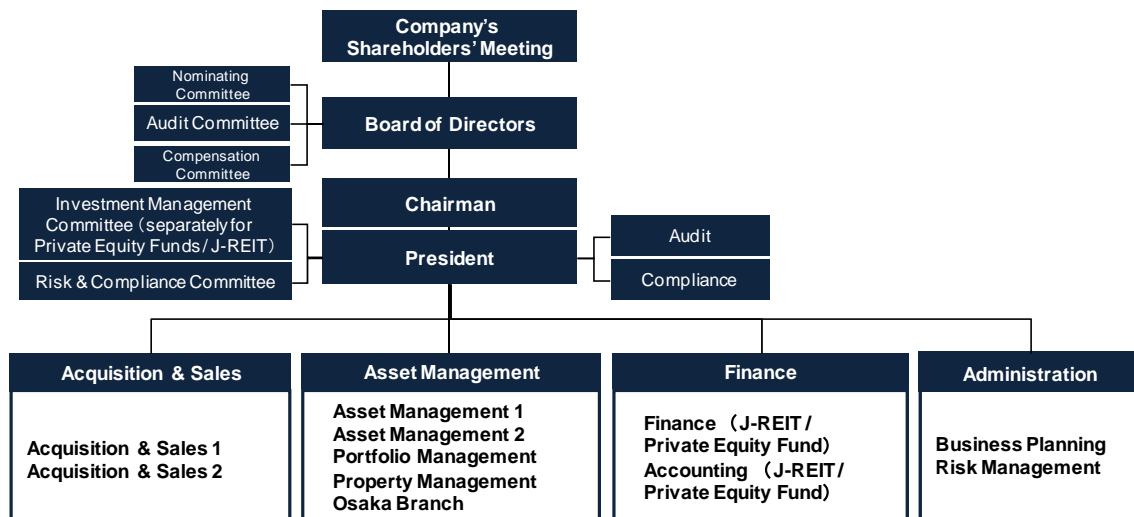 Company's
Shareholders' Meeting
Nominating
Committee
Audit Committee
Compensation
Committee
Board of Directors
Chairman
Investment Management
Committee（separately for
Private Equity Funds/J-REIT）
Risk & Compliance Committee
President
Audit
Compliance
Acquisition & Sales
Acquisition & Sales 1
Acquisition & Sales 2
Asset Management
Asset Management 1
Asset Management 2
Portfolio Management
Property Management
Osaka Branch
Finance
Finance （J-REIT /
Private Equity Fund）
Accounting （J-REIT/
Private Equity Fund）
Administration
Business Planning
Risk Management